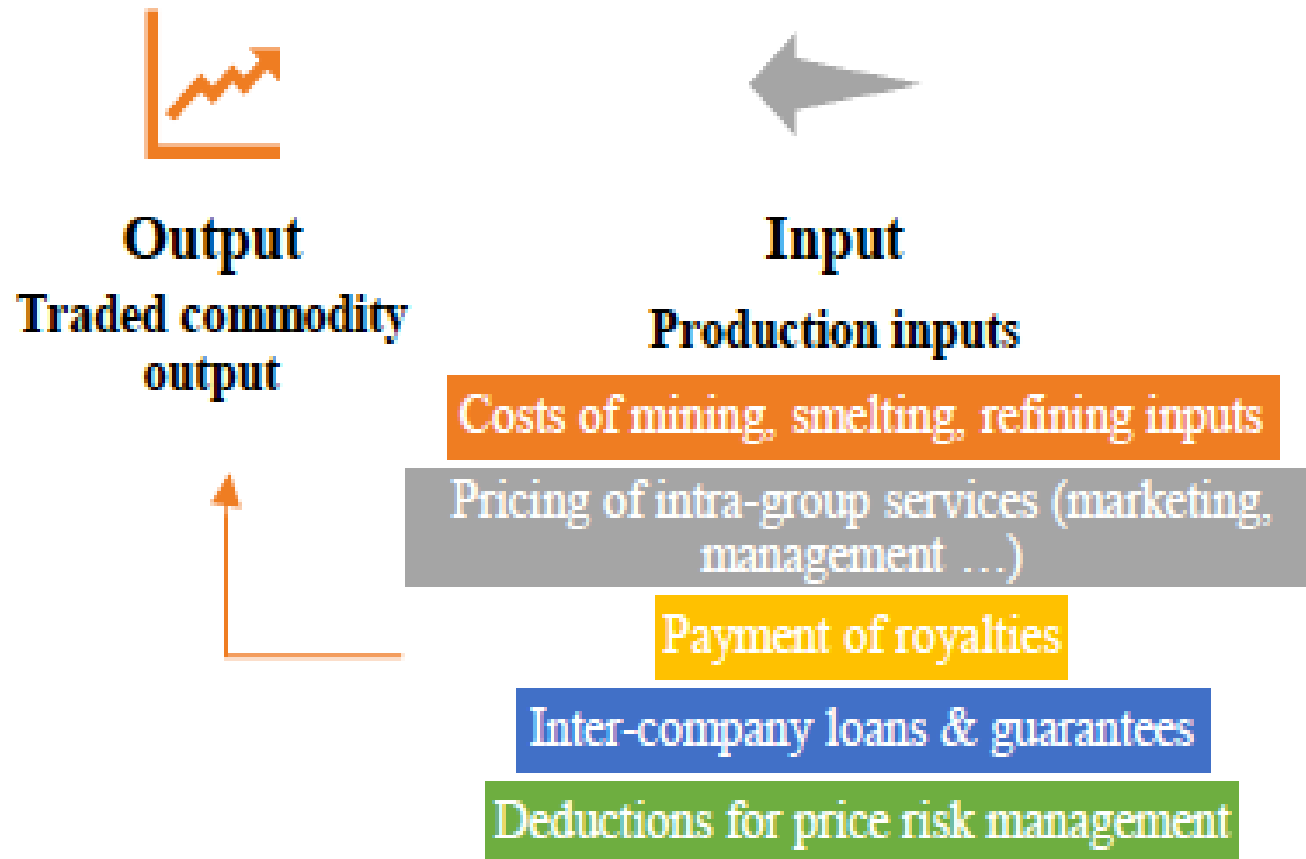 Output
Traded commodity
output
Input
Production inputs
Costs of mining, smelting, refining inputs
Pricing of intra-group services (marketing,
management …)
Payment of royalties
Inter-company loans & guarantees
Deductions for price risk management